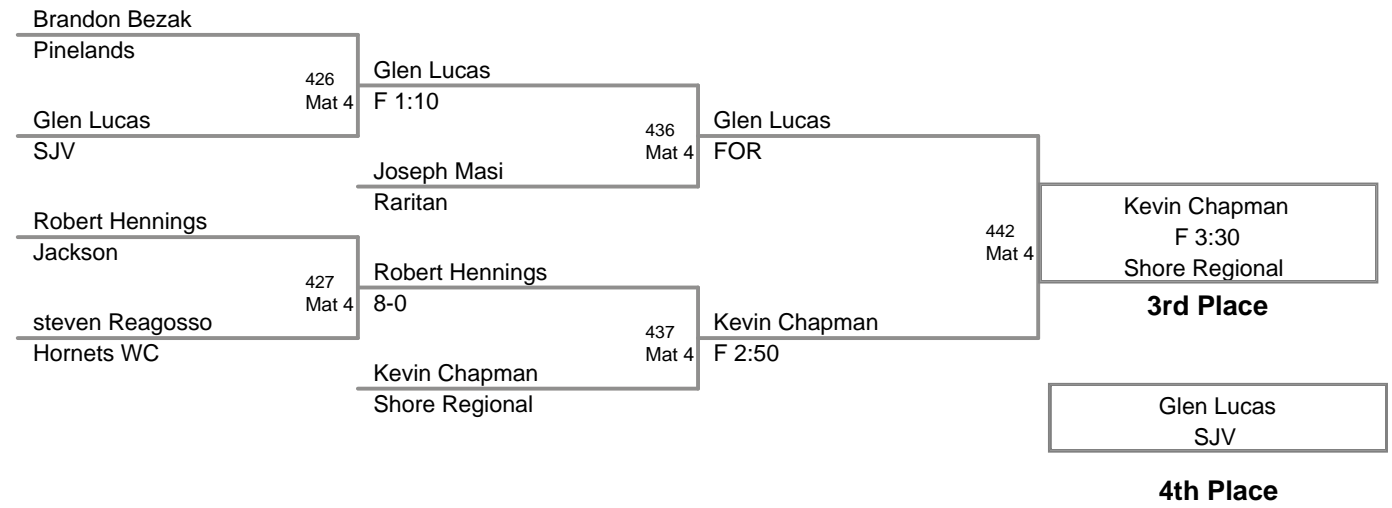 Brandon Bezak
Pinelands
426
Mat 4
Glen Lucas
SJV
Glen Lucas
F 1:10
Joseph Masi
Raritan
436
Mat 4
Glen Lucas
FOR
Robert Hennings
Jackson
427
Mat 4
steven Reagosso
Hornets WC
Robert Hennings
8-0
Kevin Chapman
Shore Regional
437
Mat 4
Kevin Chapman
F 2:50
442
Mat 4
Kevin Chapman
F 3:30
Shore Regional
3rd Place
Glen Lucas
SJV
4th Place